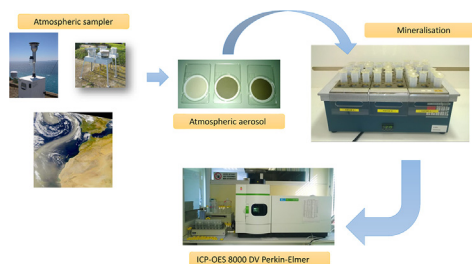 Atmospheric sampler
Mineralisation
Atmospheric aerosol
ICP-OES 8000 DV Perkin-Elmer